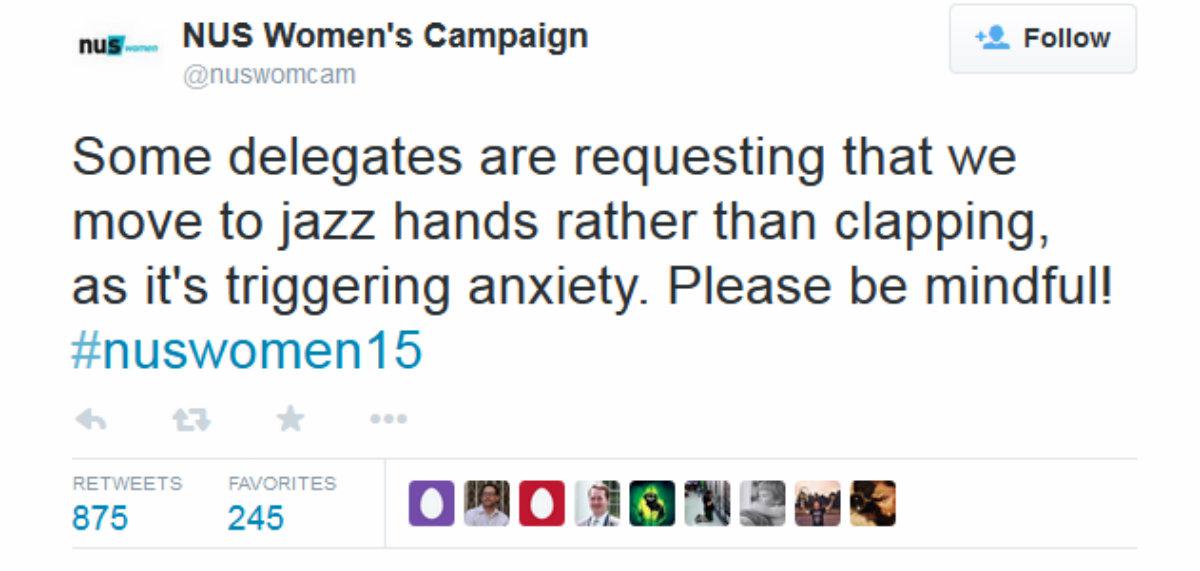 nus women
NUS Women's Campaign
@nuswomcam
Follow
Some delegates are requesting that we
move to jazz hands rather than clapping,
as it's triggering anxiety. Please be mindful!
#nuswomen15
RETWEETS
875
FAVORITES
245